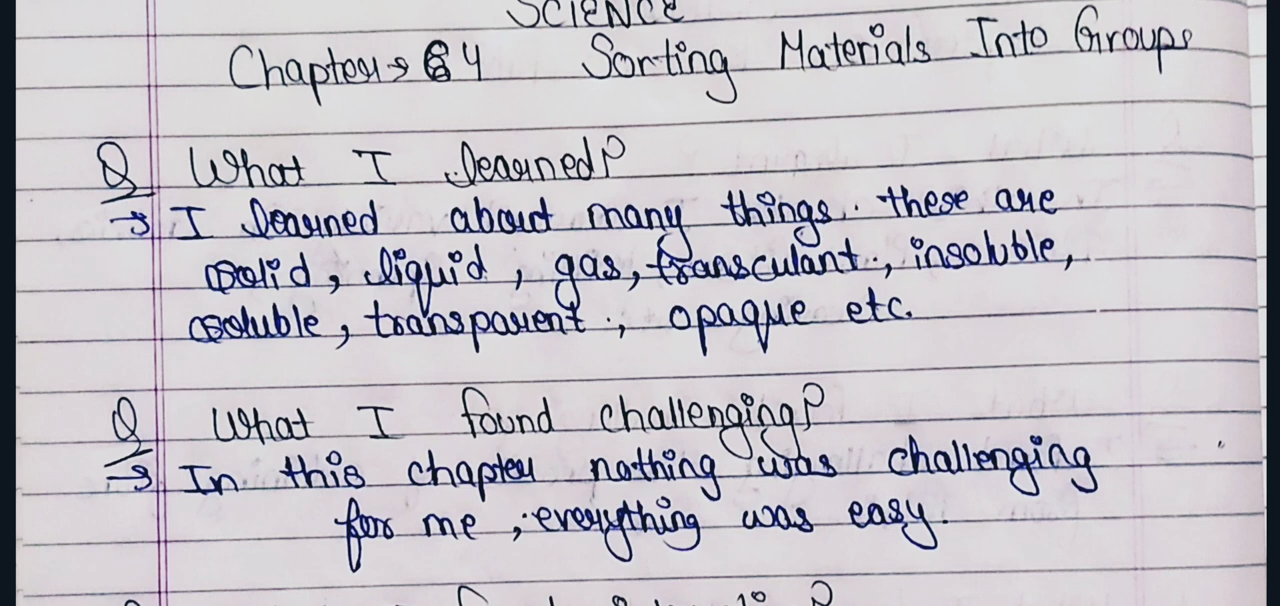 SCIENCE
Chapter → 4 Sorting Materials Into Groups
Q What I learned?
→ I learned about many things. these are
solid, liquid, gas, transculant, insoluble,
soluble, transparent, opaque etc.
Q What I found challenging?
→ In this chapter nothing was challenging
for me, everything was easy.